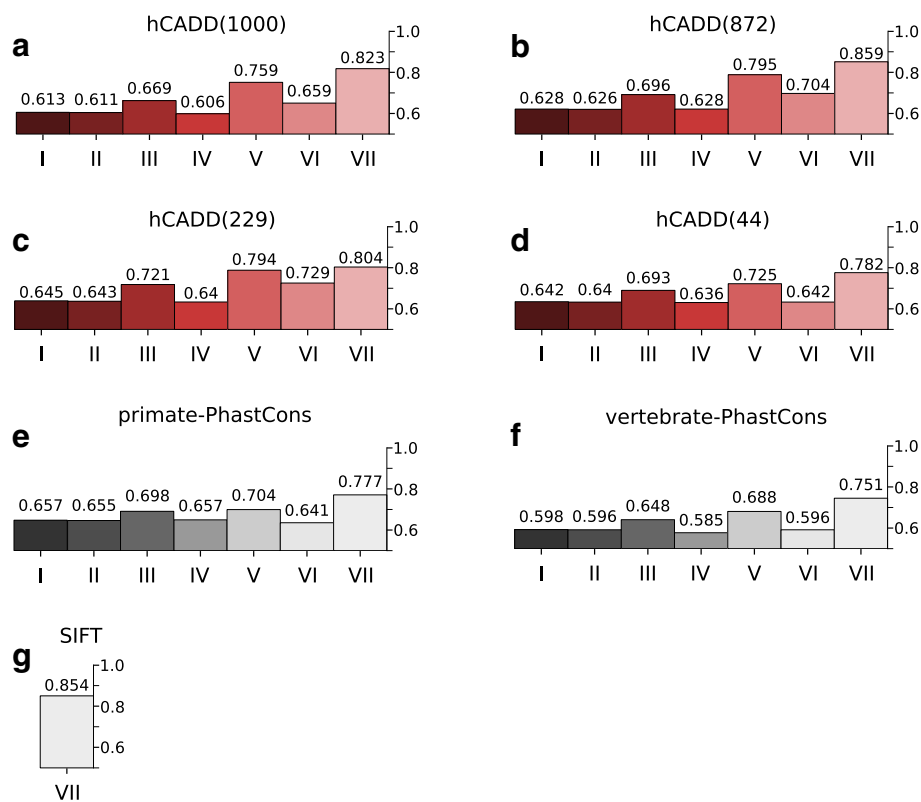 a
hCADD(1000)
0.613 0.611 0.669 0.606 0.759 0.659 0.823
1.0
0.8
0.6
I II III IV V VI VII
b
hCADD(872)
0.628 0.626 0.696 0.628 0.795 0.704 0.859
1.0
0.8
0.6
I II III IV V VI VII
c
hCADD(229)
0.645 0.643 0.721 0.64 0.794 0.729 0.804
1.0
0.8
0.6
I II III IV V VI VII
d
hCADD(44)
0.642 0.64 0.693 0.636 0.725 0.642 0.782
1.0
0.8
0.6
I II III IV V VI VII
e
primate-PhastCons
0.657 0.655 0.698 0.657 0.704 0.641 0.777
1.0
0.8
0.6
I II III IV V VI VII
f
vertebrate-PhastCons
0.598 0.596 0.648 0.585 0.688 0.596 0.751
1.0
0.8
0.6
I II III IV V VI VII
g
SIFT
0.854
1.0
0.8
0.6
VII